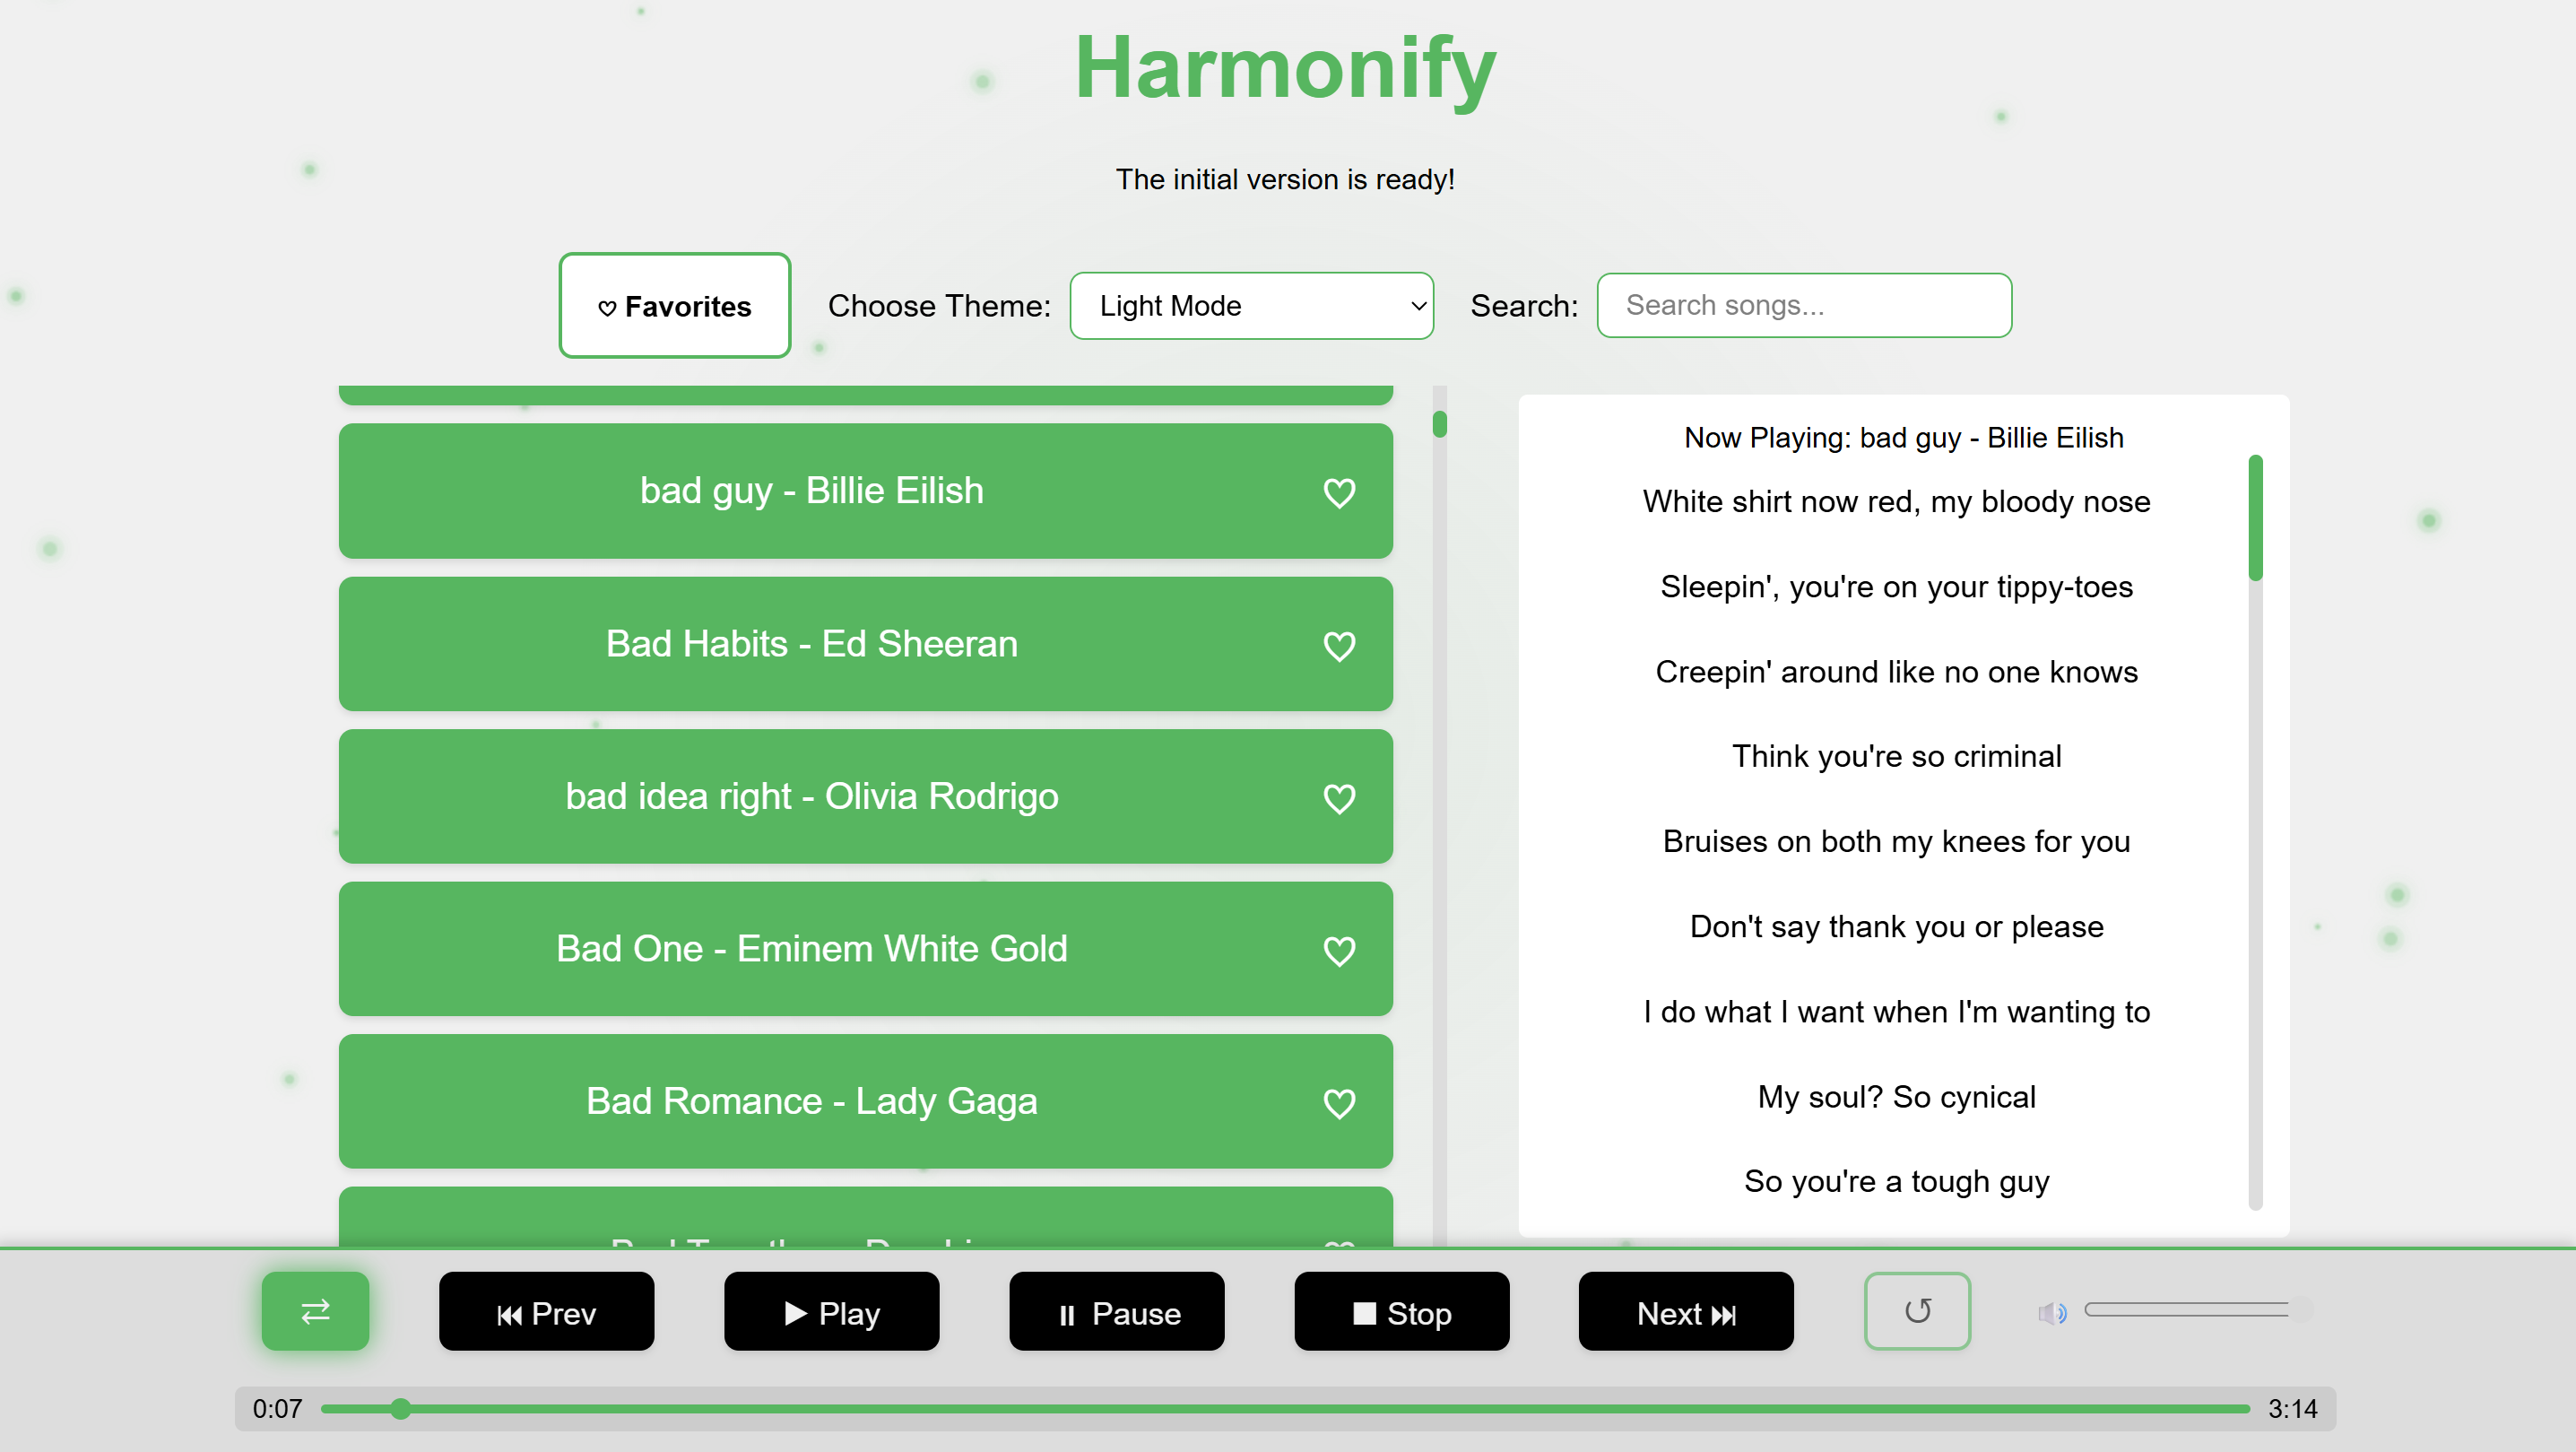 Harmonify
The initial version is ready!
♡ Favorites
Choose Theme:
Light Mode
Search:
Search songs...
bad guy - Billie Eilish
Bad Habits - Ed Sheeran
bad idea right - Olivia Rodrigo
Bad One - Eminem White Gold
Bad Romance - Lady Gaga
Now Playing: bad guy - Billie Eilish
White shirt now red, my bloody nose
Sleepin', you're on your tippy-toes
Creepin' around like no one knows
Think you're so criminal
Bruises on both my knees for you
Don't say thank you or please
I do what I want when I'm wanting to
My soul? So cynical
So you're a tough guy
⏮ Prev
▶ Play
⏸ Pause
⏹ Stop
Next ⏭
0:07
3:14